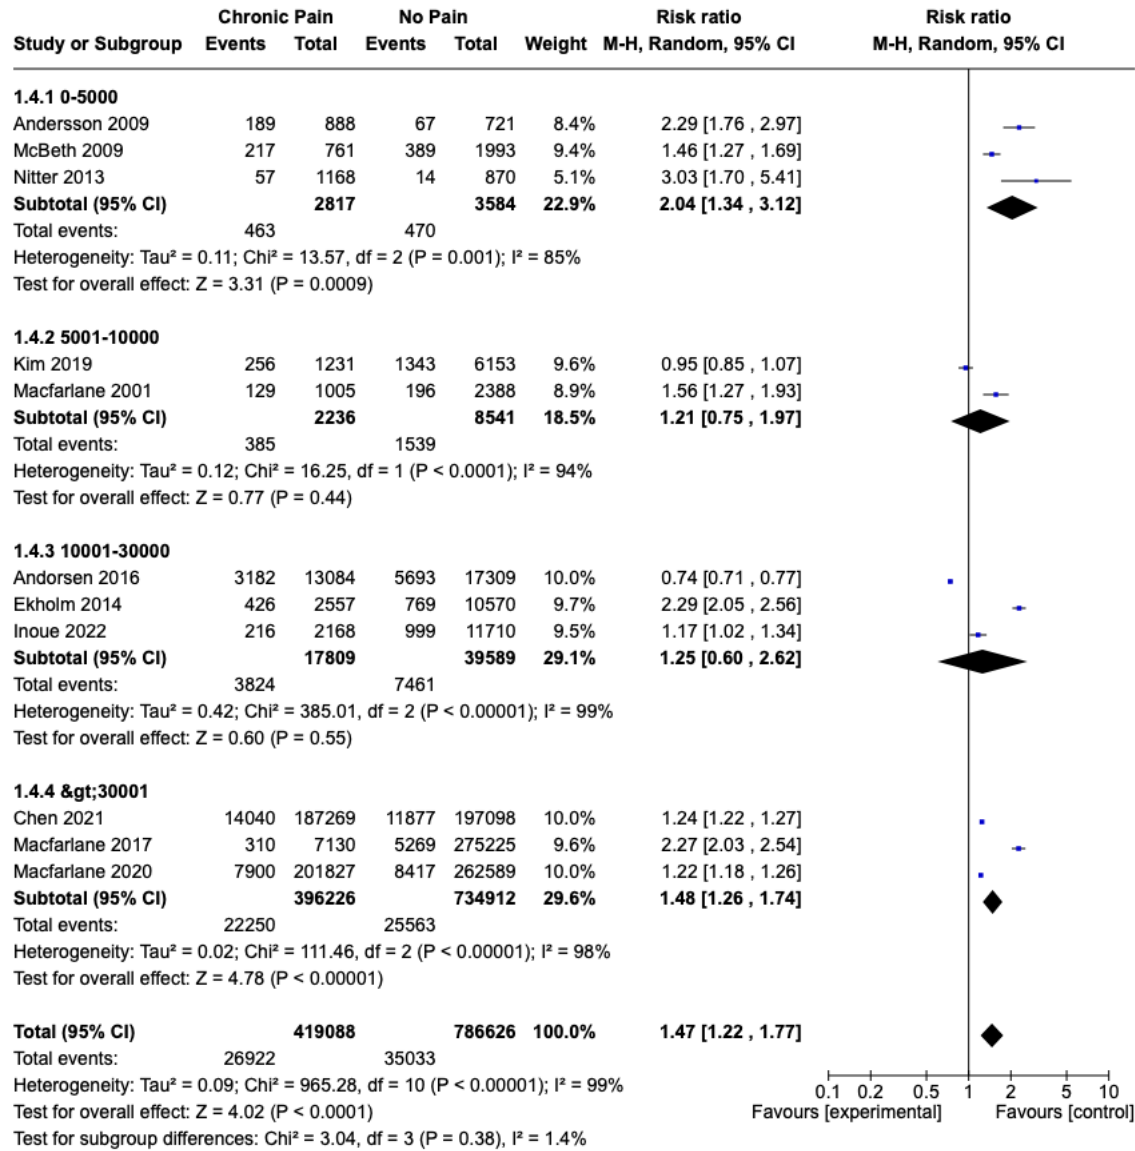 Chronic Pain No Pain Risk ratio Risk ratio
Study or Subgroup Events Total Events Total Weight M-H, Random, 95% CI M-H, Random, 95% CI
1.4.1 0-5000
Andersson 2009 189 888 67 721 8.4% 2.29 [1.76 , 2.97]
McBeth 2009 217 761 389 1993 9.4% 1.46 [1.27 , 1.69]
Nitter 2013 57 1168 14 870 5.1% 3.03 [1.70 , 5.41]
Subtotal (95% CI) 2817 3584 22.9% 2.04 [1.34 , 3.12]
Total events: 463 470
Heterogeneity: Tau² = 0.11; Chi² = 13.57, df = 2 (P = 0.001); I² = 85%
Test for overall effect: Z = 3.31 (P = 0.0009)
1.4.2 5001-10000
Kim 2019 256 1231 1343 6153 9.6% 0.95 [0.85 , 1.07]
Macfarlane 2001 129 1005 196 2388 8.9% 1.56 [1.27 , 1.93]
Subtotal (95% CI) 2236 8541 18.5% 1.21 [0.75 , 1.97]
Total events: 385 1539
Heterogeneity: Tau² = 0.12; Chi² = 16.25, df = 1 (P < 0.0001); I² = 94%
Test for overall effect: Z = 0.77 (P = 0.44)
1.4.3 10001-30000
Andorsen 2016 3182 13084 5693 17309 10.0% 0.74 [0.71 , 0.77]
Ekholm 2014 426 2557 769 10570 9.7% 2.29 [2.05 , 2.56]
Inoue 2022 216 2168 999 11710 9.5% 1.17 [1.02 , 1.34]
Subtotal (95% CI) 17809 39589 29.1% 1.25 [0.60 , 2.62]
Total events: 3824 7461
Heterogeneity: Tau² = 0.42; Chi² = 385.01, df = 2 (P < 0.00001); I² = 99%
Test for overall effect: Z = 0.60 (P = 0.55)
1.4.4 &gt;30001
Chen 2021 14040 187269 11877 197098 10.0% 1.24 [1.22 , 1.27]
Macfarlane 2017 310 7130 5269 275225 9.6% 2.27 [2.03 , 2.54]
Macfarlane 2020 7900 201827 8417 262589 10.0% 1.22 [1.18 , 1.26]
Subtotal (95% CI) 396226 734912 29.6% 1.48 [1.26 , 1.74]
Total events: 22250 25563
Heterogeneity: Tau² = 0.02; Chi² = 111.46, df = 2 (P < 0.00001); I² = 98%
Test for overall effect: Z = 4.78 (P < 0.00001)
Total (95% CI) 419088 786626 100.0% 1.47 [1.22 , 1.77]
Total events: 26922 35033
Heterogeneity: Tau² = 0.09; Chi² = 965.28, df = 10 (P < 0.00001); I² = 99%
0.1 0.2 0.5 1 2 5 10
Test for overall effect: Z = 4.02 (P < 0.0001) Favours [experimental] Favours [control]
Test for subgroup differences: Chi² = 3.04, df = 3 (P = 0.38), I² = 1.4%